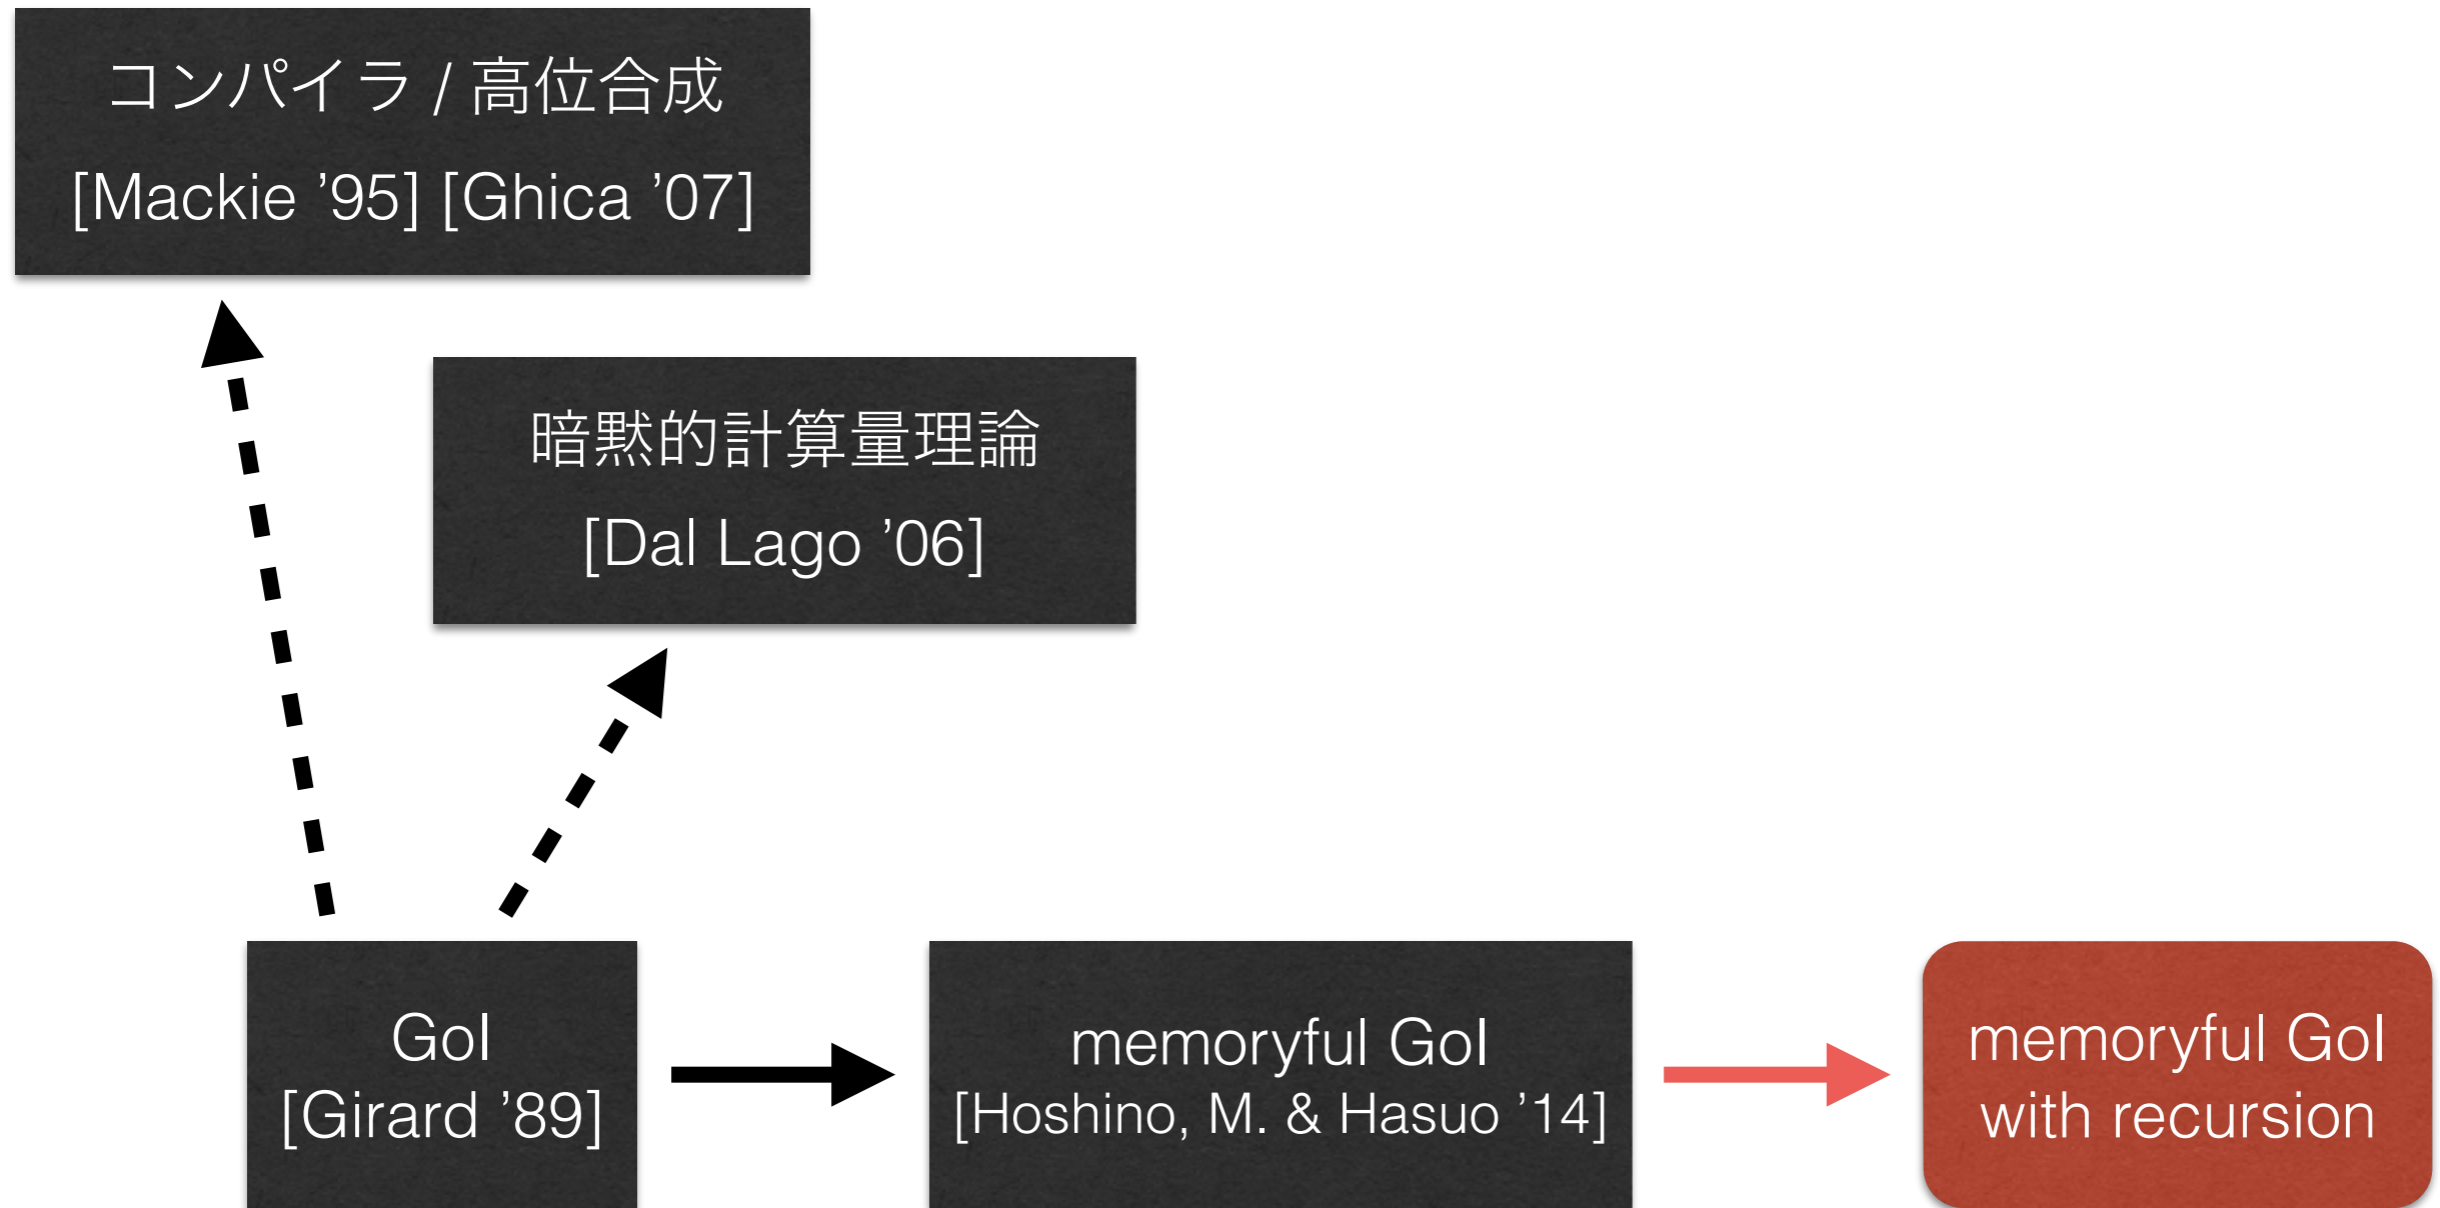 コンパイラ / 高位合成
[Mackie ’95] [Ghica ’07]
暗黙的計算量理論
[Dal Lago ’06]
GoI
[Girard ’89]
memoryful GoI
[Hoshino, M. & Hasuo ’14]
memoryful GoI
with recursion